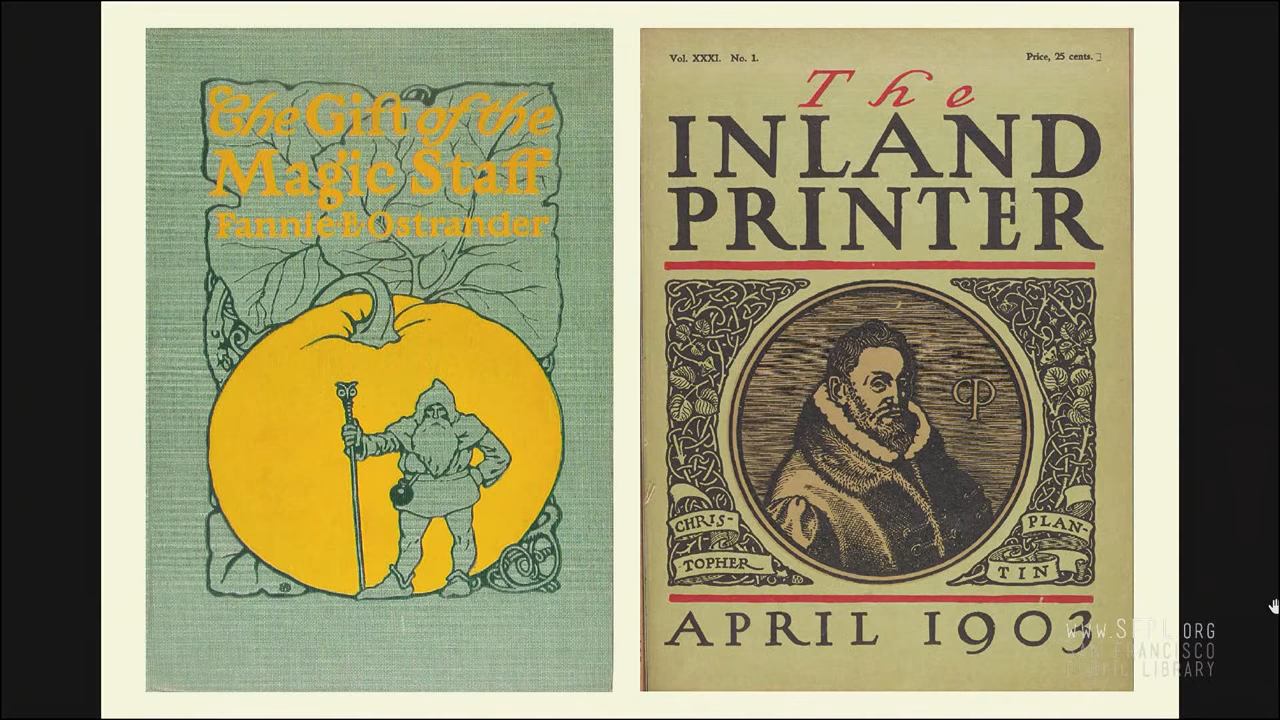 The Gift of the
Magic Staff
Fannie E Ostrander
Vol. XXXI. No. 1.
Price, 25 cents.
The
INLAND
PRINTER
CP
CHRIS-
TOPHER
PLAN-
TIN
APRIL 1903
www.SFPL.org
SAN FRANCISCO
PUBLIC LIBRARY